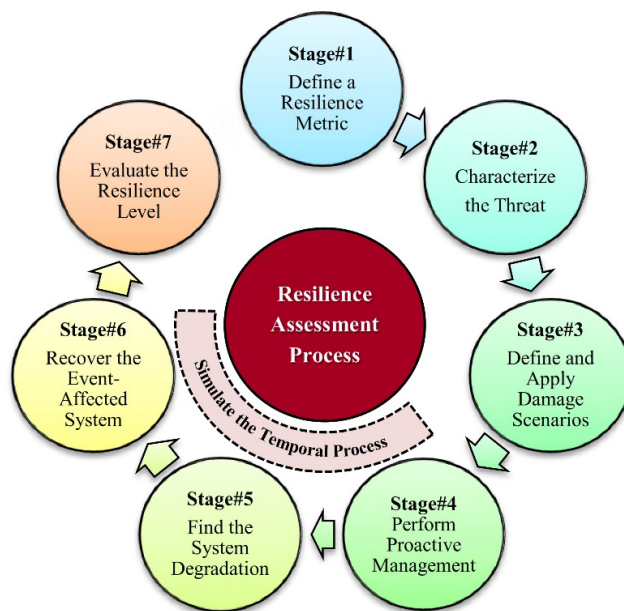 Stage#1
Define a
Resilience
Metric
Stage#2
Characterize
the Threat
Stage#3
Define and
Apply
Damage
Scenarios
Stage#4
Perform
Proactive
Management
Stage#5
Find the
System
Degradation
Stage#6
Recover the
Event-
Affected
System
Stage#7
Evaluate the
Resilience
Level
Resilience
Assessment
Process
Simulate the Temporal Process